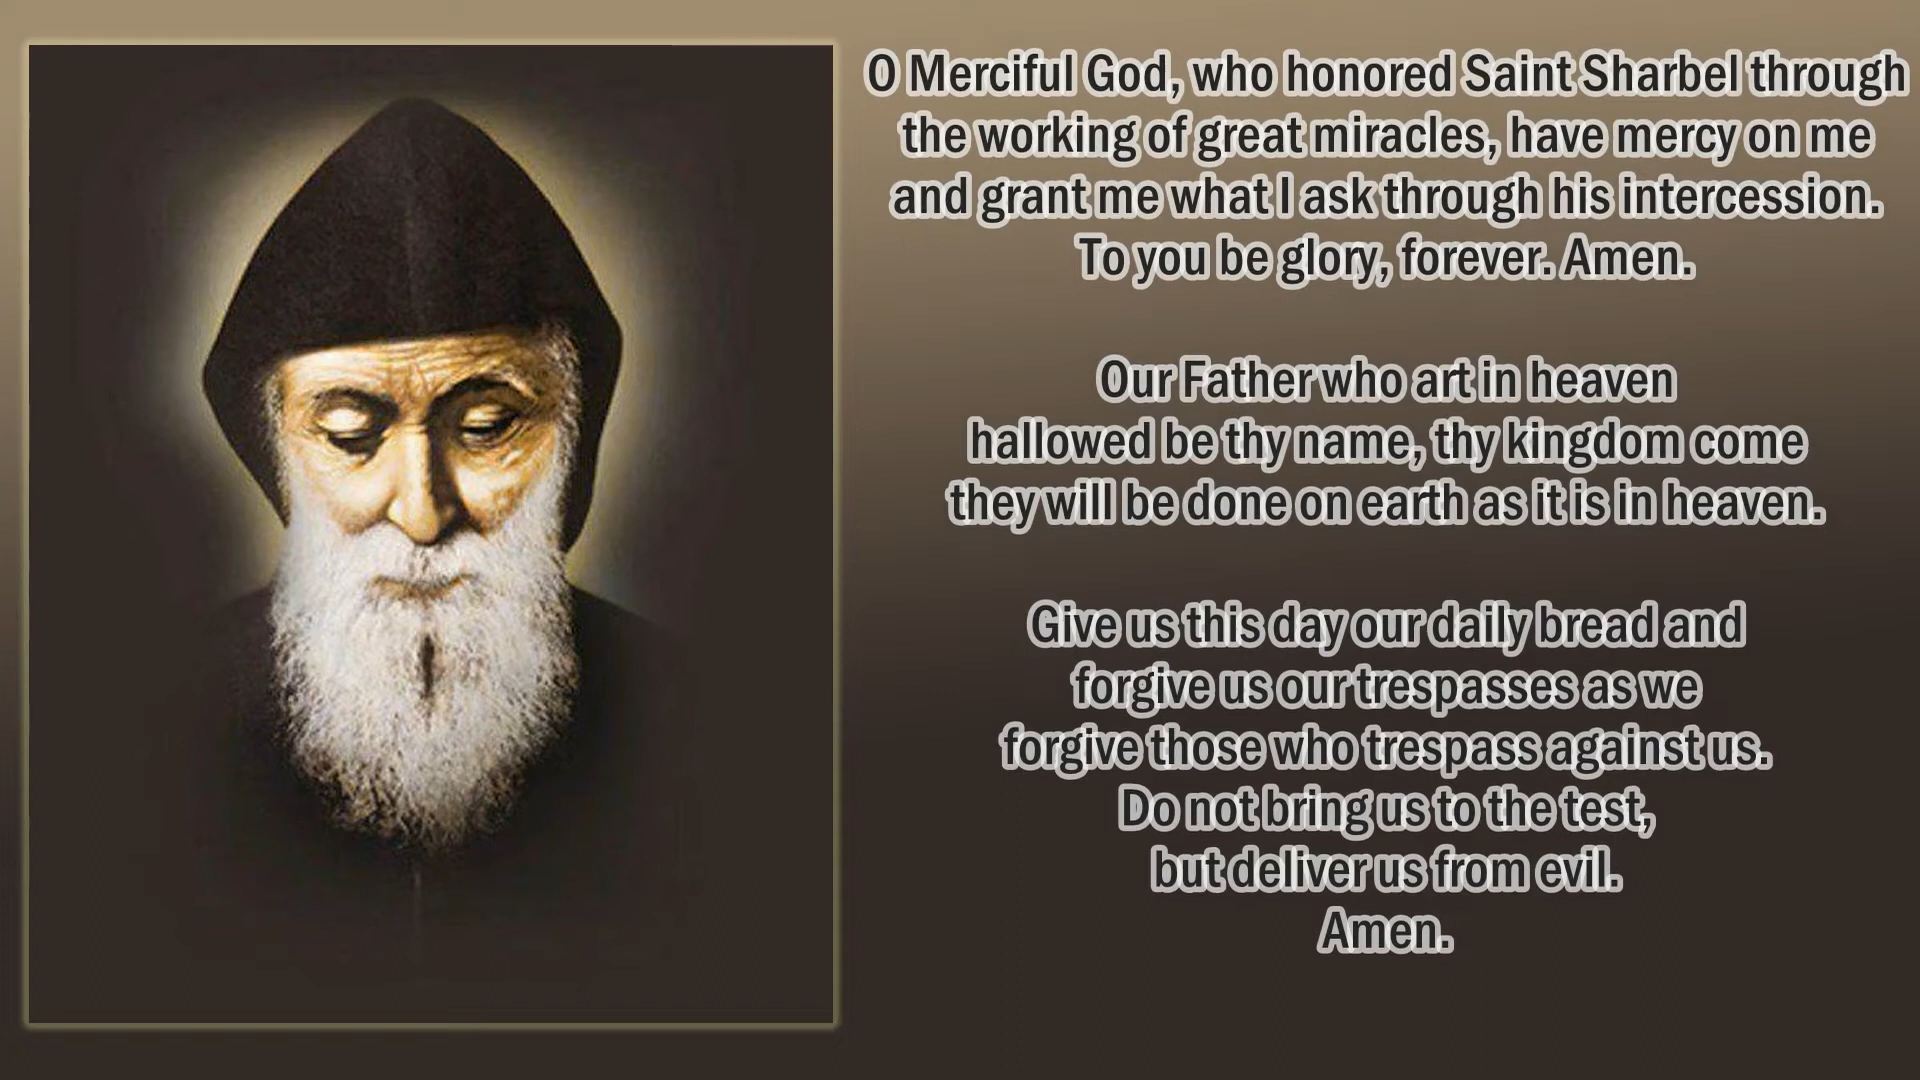 O Merciful God, who honored Saint Sharbel through
the working of great miracles, have mercy on me
and grant me what I ask through his intercession.
To you be glory, forever. Amen.
Our Father who art in heaven
hallowed be thy name, thy kingdom come
they will be done on earth as it is in heaven.
Give us this day our daily bread and
forgive us our trespasses as we
forgive those who trespass against us.
Do not bring us to the test,
but deliver us from evil.
Amen.